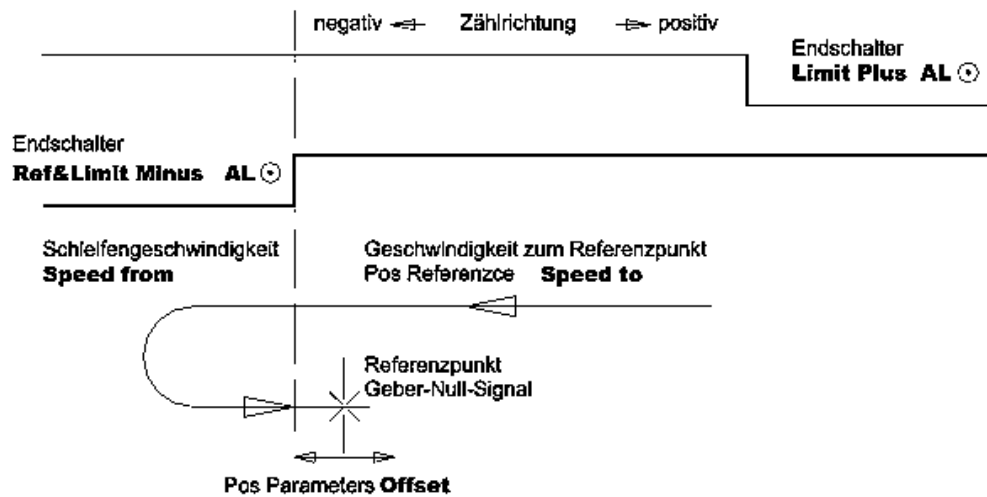 negativ Zählrichtung positiv
Endschalter
Limit Plus AL
Endschalter
Ref&Limit Minus AL
Schleifengeschwindigkeit
Speed from
Geschwindigkeit zum Referenzpunkt
Pos Referenzce Speed to
Referenzpunkt
Geber-Null-Signal
Pos Parameters Offset